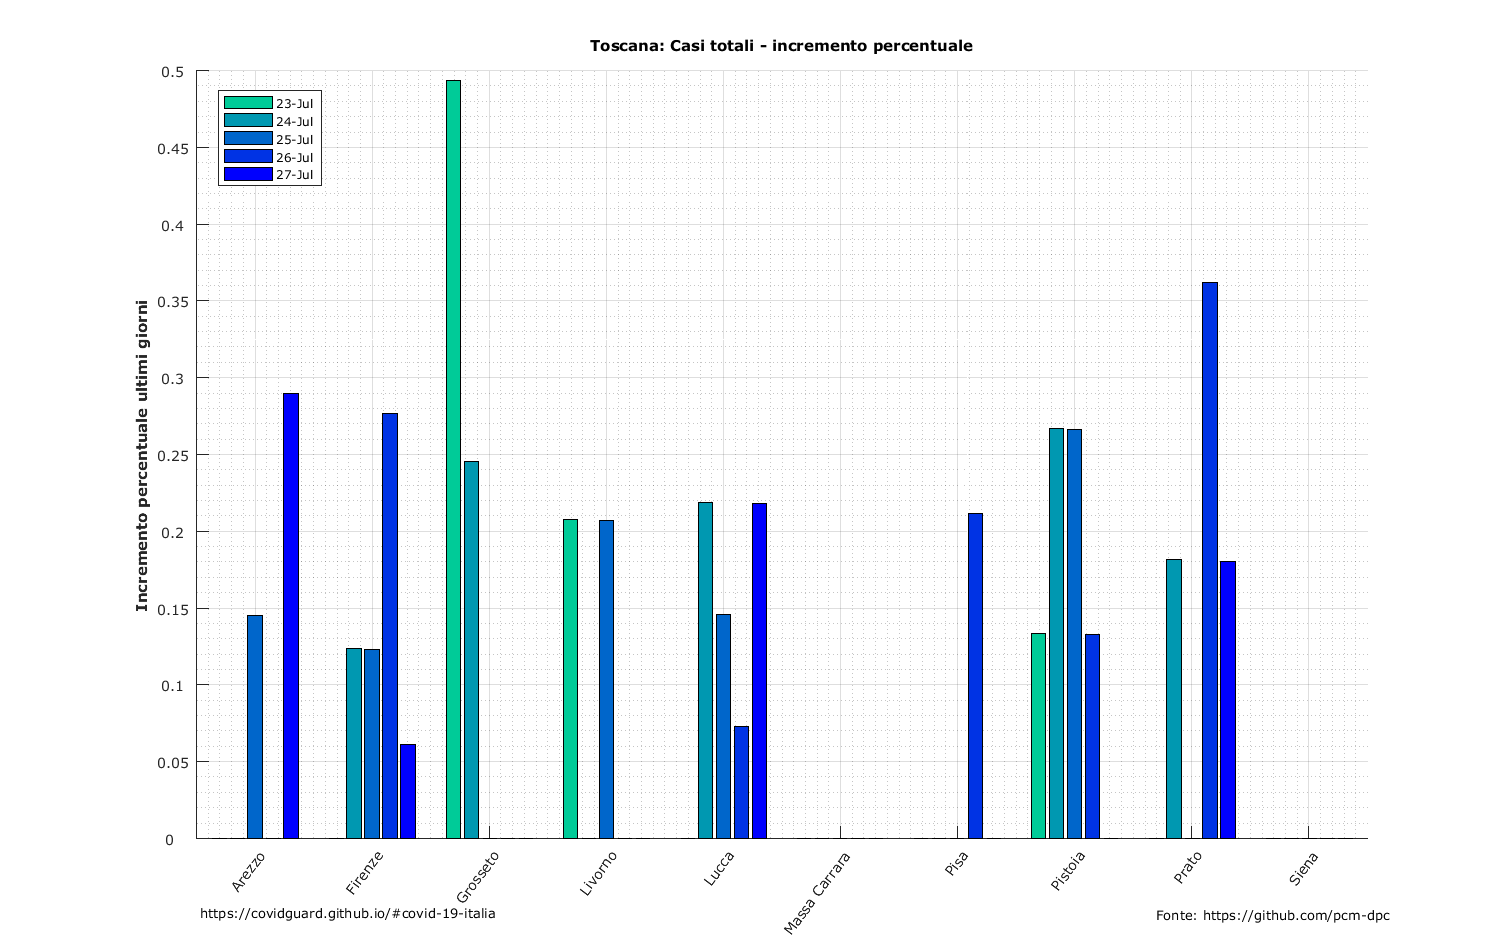 Toscana: Casi totali - incremento percentuale
Incremento percentuale ultimi giorni
0.5
0.45
0.4
0.35
0.3
0.25
0.2
0.15
0.1
0.05
0
23-Jul
24-Jul
25-Jul
26-Jul
27-Jul
Arezzo
Firenze
Grosseto
Livorno
Lucca
Massa Carrara
Pisa
Pistoia
Prato
Siena
https://covidguard.github.io/#covid-19-italia
Fonte: https://github.com/pcm-dpc